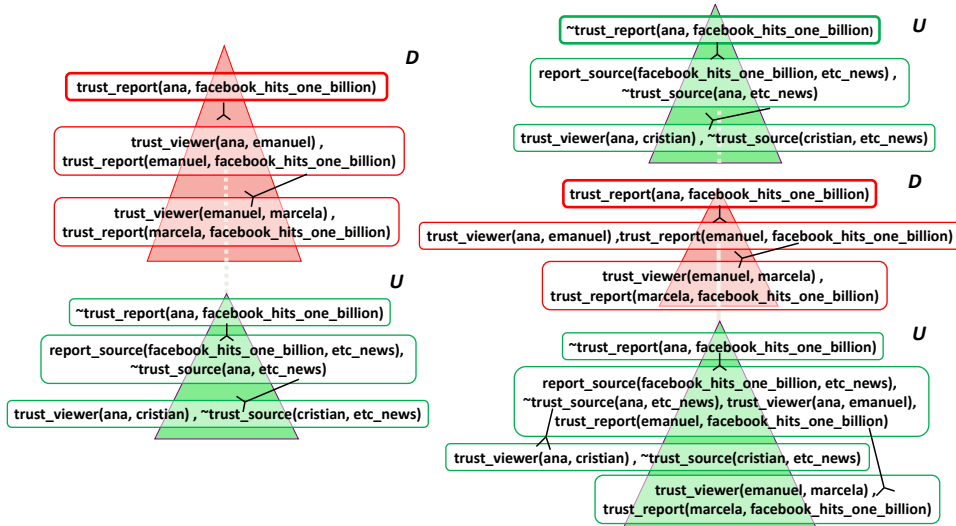 D
trust_report(ana, facebook_hits_one_billion)
trust_viewer(ana, emanuel) ,
trust_report(emanuel, facebook_hits_one_billion)
trust_viewer(emanuel, marcela) ,
trust_report(marcela, facebook_hits_one_billion)
U
~trust_report(ana, facebook_hits_one_billion)
report_source(facebook_hits_one_billion, etc_news),
~trust_source(ana, etc_news)
trust_viewer(ana, cristian) , ~trust_source(cristian, etc_news)
U
~trust_report(ana, facebook_hits_one_billion)
report_source(facebook_hits_one_billion, etc_news) ,
~trust_source(ana, etc_news)
trust_viewer(ana, cristian) , ~trust_source(cristian, etc_news)
D
trust_report(ana, facebook_hits_one_billion)
trust_viewer(ana, emanuel) ,trust_report(emanuel, facebook_hits_one_billion)
trust_viewer(emanuel, marcela) ,
trust_report(marcela, facebook_hits_one_billion)
U
~trust_report(ana, facebook_hits_one_billion)
report_source(facebook_hits_one_billion, etc_news),
~trust_source(ana, etc_news), trust_viewer(ana, emanuel),
trust_report(emanuel, facebook_hits_one_billion)
trust_viewer(ana, cristian) , ~trust_source(cristian, etc_news)
trust_viewer(emanuel, marcela) ,
trust_report(marcela, facebook_hits_one_billion)